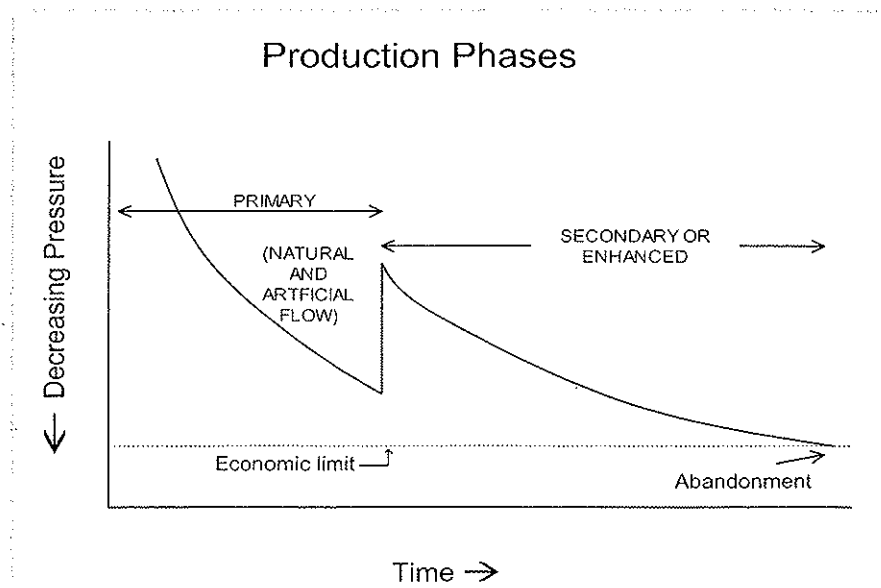 Production Phases
Decreasing Pressure
PRIMARY
(NATURAL
AND
ARTFICIAL
FLOW)
SECONDARY OR
ENHANCED
Economic limit
Abandonment
Time